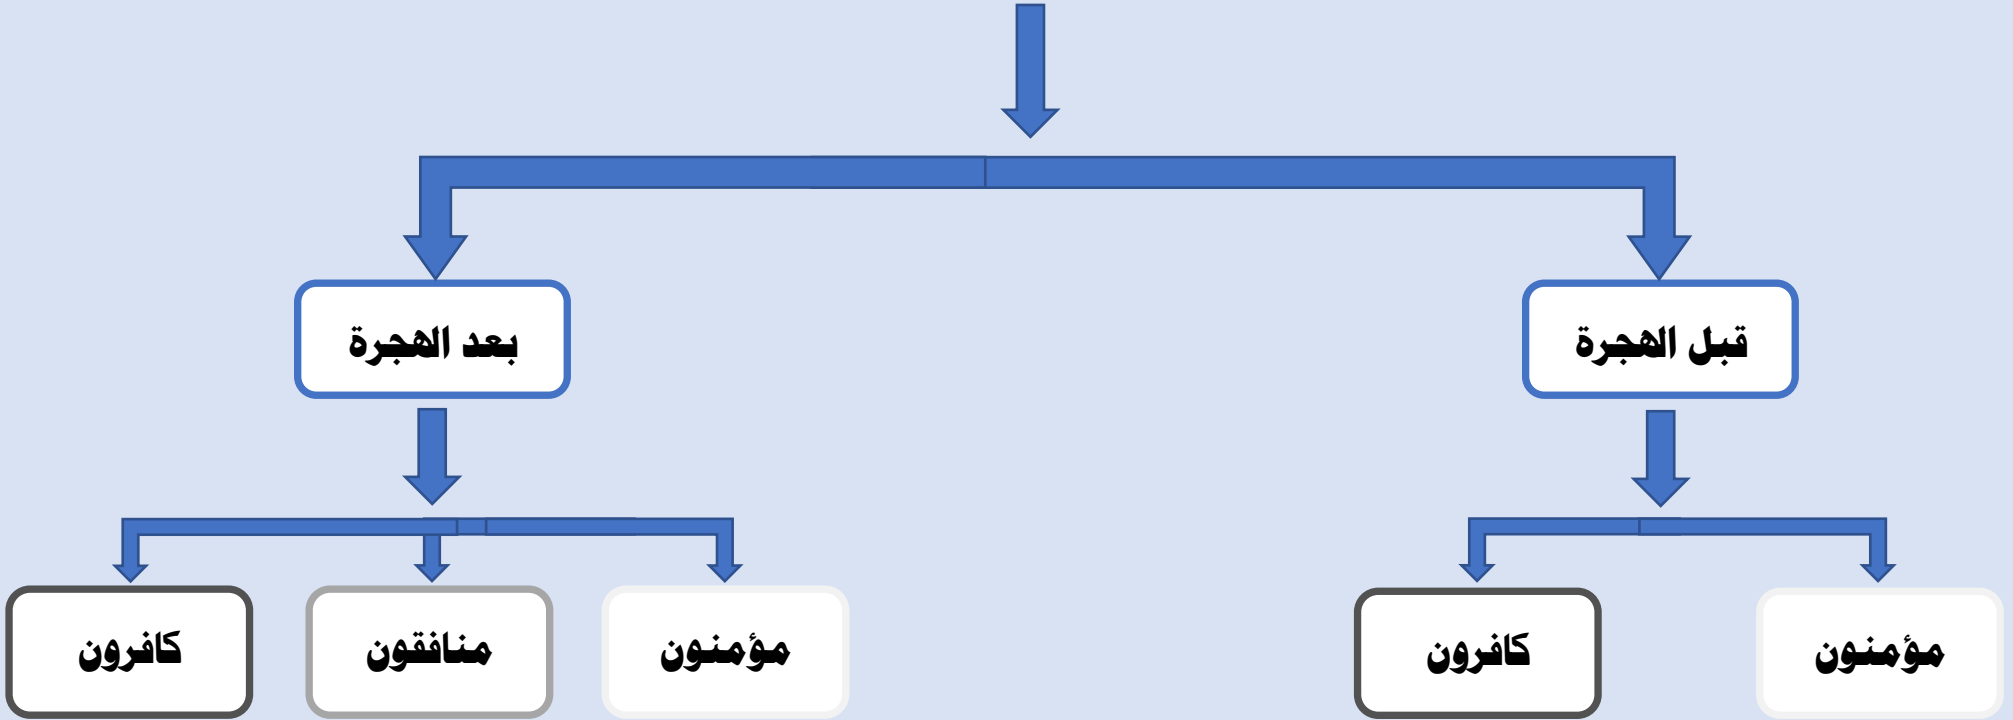 قبل الهجرة
بعد الهجرة
مؤمنون
كافرون
مؤمنون
منافقون
كافرون